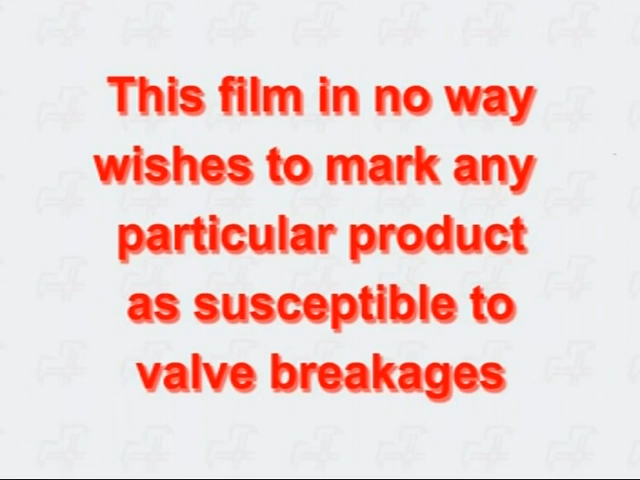 This film in no way
wishes to mark any
particular product
as susceptible to
valve breakages